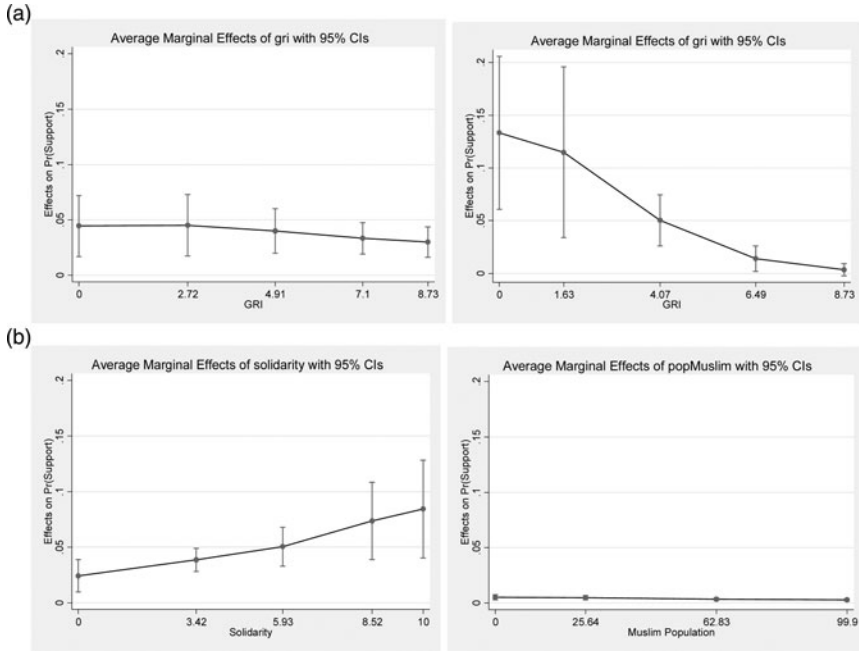 (a)
Average Marginal Effects of gri with 95% CIs
Effects on Pr(Support)
.2
.15
.1
.05
0
0 2.72 4.91 7.1 8.73
GRI
Average Marginal Effects of gri with 95% CIs
Effects on Pr(Support)
.2
.15
.1
.05
0
0 1.63 4.07 6.49 8.73
GRI
(b)
Average Marginal Effects of solidarity with 95% CIs
Effects on Pr(Support)
.2
.15
.1
.05
0
0 3.42 5.93 8.52 10
Solidarity
Average Marginal Effects of popMuslim with 95% CIs
Effects on Pr(Support)
.2
.15
.1
.05
0
0 25.64 62.83 99.9
Muslim Population